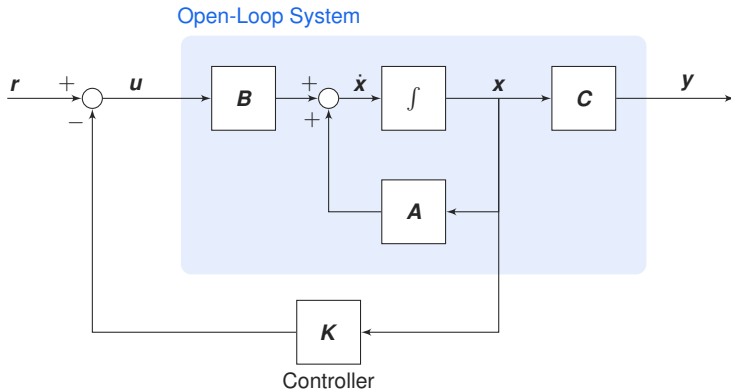 Open-Loop System
r + u B + ẋ ∫ x C y
− +
A
K
Controller